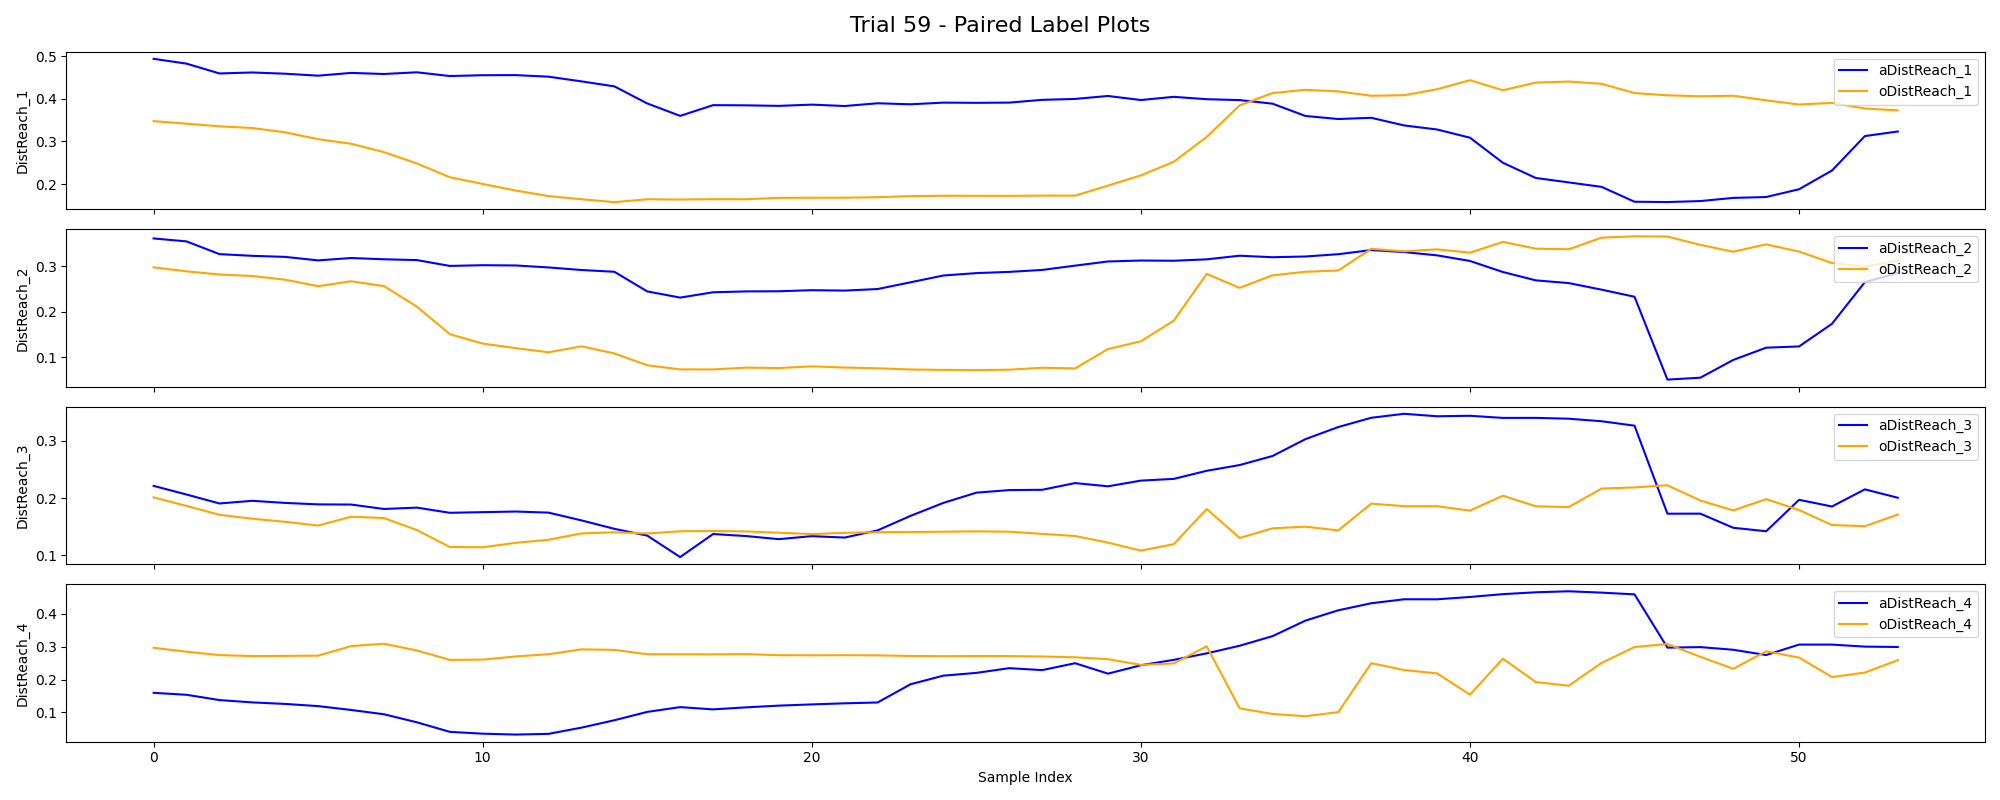 Trial 59 - Paired Label Plots
DistReach_1
0.5
0.4
0.3
0.2
aDistReach_1
oDistReach_1
DistReach_2
0.3
0.2
0.1
aDistReach_2
oDistReach_2
DistReach_3
0.3
0.2
0.1
aDistReach_3
oDistReach_3
DistReach_4
0.4
0.3
0.2
0.1
aDistReach_4
oDistReach_4
0 10 20 30 40 50
Sample Index